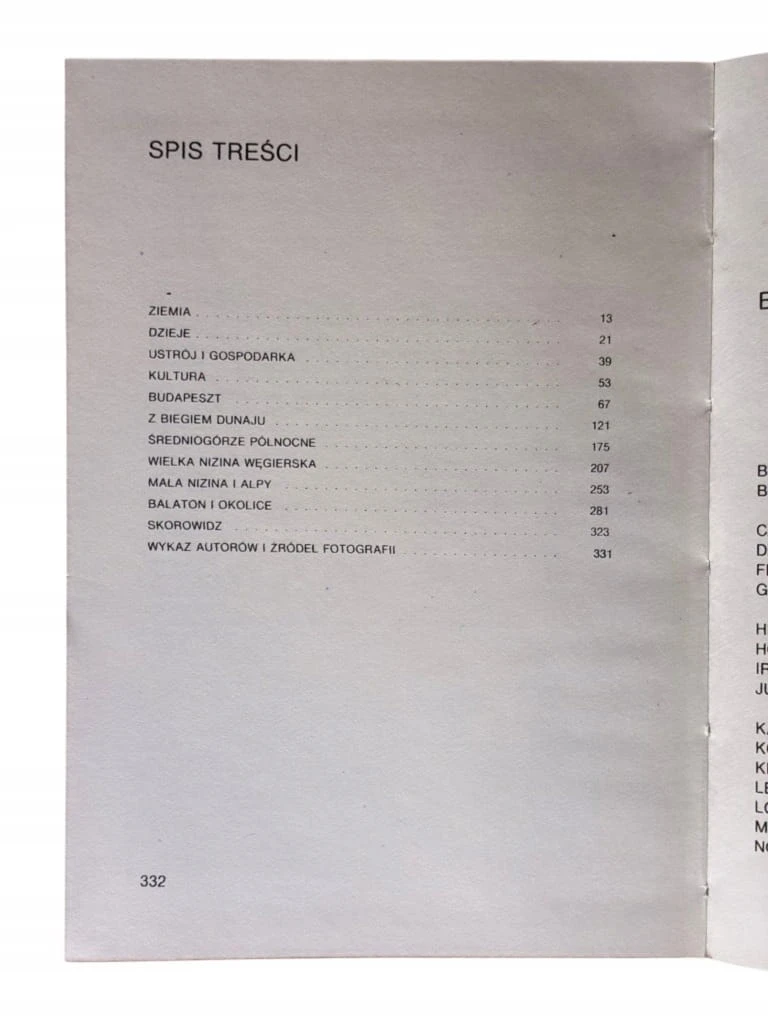 SPIS TREŚCI
ZIEMIA 13
DZIEJE 21
USTRÓJ I GOSPODARKA 39
KULTURA 53
BUDAPESZT 67
Z BIEGIEM DUNAJU 121
ŚREDNIOGÓRZE PÓŁNOCNE 175
WIELKA NIZINA WĘGIERSKA 207
MAŁA NIZINA I ALPY 253
BALATON I OKOLICE 281
SKOROWIDZ 323
WYKAZ AUTORÓW I ŹRÓDEŁ FOTOGRAFII 331
332